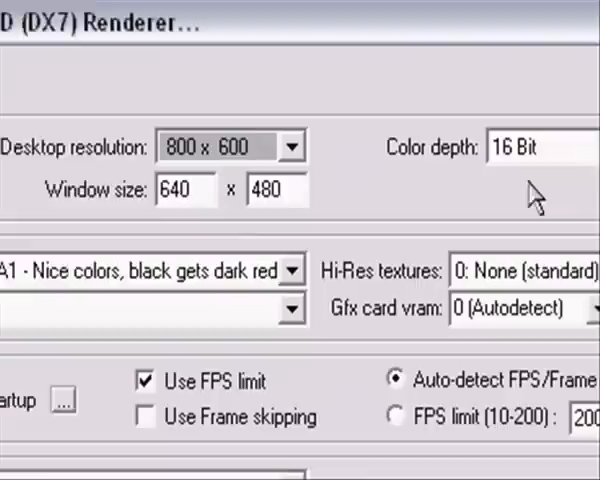 D (DX7) Renderer...
Desktop resolution: 800 x 600 Color depth: 16 Bit
Window size: 640 x 480
A1 - Nice colors, black gets dark red Hi-Res textures: 0: None (standard)
Gfx card vram: 0 (Autodetect)
Use FPS limit Auto-detect FPS/Frame
artup ...
Use Frame skipping FPS limit (10-200) : 200